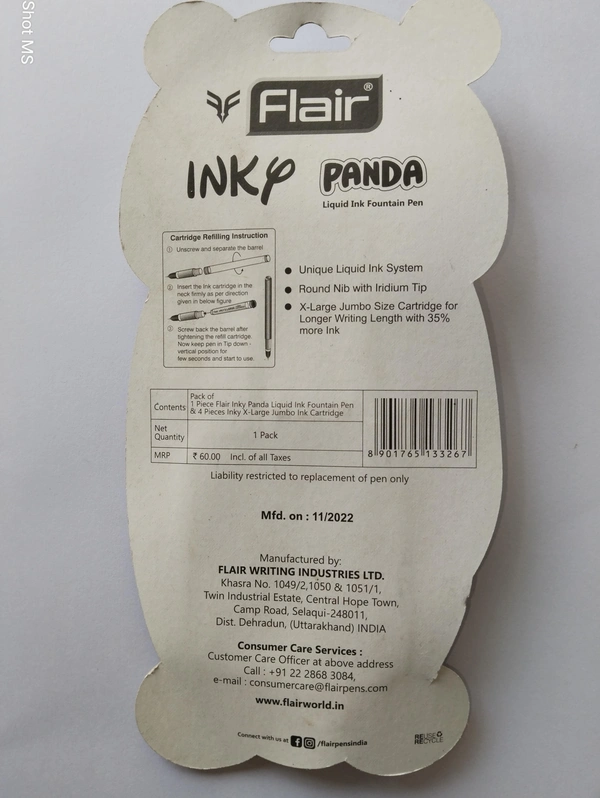 Shot MS
Flair®
INKY PANDA
Liquid Ink Fountain Pen
Cartridge Refilling Instruction
① Unscrew and separate the barrel
② Insert the Ink cartridge in the
neck firmly as per direction
given in below figure
③ Screw back the barrel after
tightening the refill cartridge.
Now keep pen in Tip down -
vertical position for
few seconds and start to use.
● Unique Liquid Ink System
● Round Nib with Iridium Tip
● X-Large Jumbo Size Cartridge for
Longer Writing Length with 35%
more Ink
Contents
Pack of
1 Piece Flair Inky Panda Liquid Ink Fountain Pen
& 4 Pieces Inky X-Large Jumbo Ink Cartridge
Net
Quantity
1 Pack
MRP ₹ 60.00 Incl. of all Taxes
8 901765 133267
Liability restricted to replacement of pen only
Mfd. on : 11/2022
Manufactured by:
FLAIR WRITING INDUSTRIES LTD.
Khasra No. 1049/2,1050 & 1051/1,
Twin Industrial Estate, Central Hope Town,
Camp Road, Selaqui-248011,
Dist. Dehradun, (Uttarakhand) INDIA
Consumer Care Services :
Customer Care Officer at above address
Call : +91 22 2868 3084,
e-mail : consumercare@flairpens.com
www.flairworld.in
Connect with us at /flairpensindia
REUSE
RECYCLE